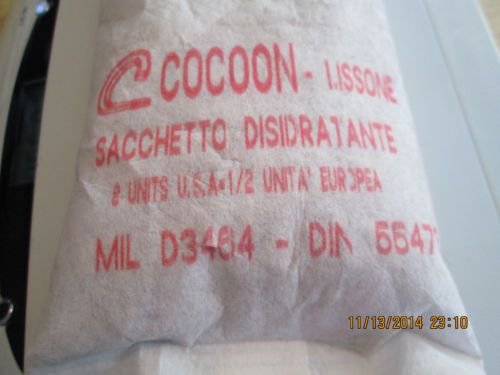 COCOON - LISSONE
SACCHETTO DISIDRATANTE
8 UNITS U.S.A=1/2 UNITA' EUROPEA
MIL D3464 - DIN 5547
11/13/2014 23:10